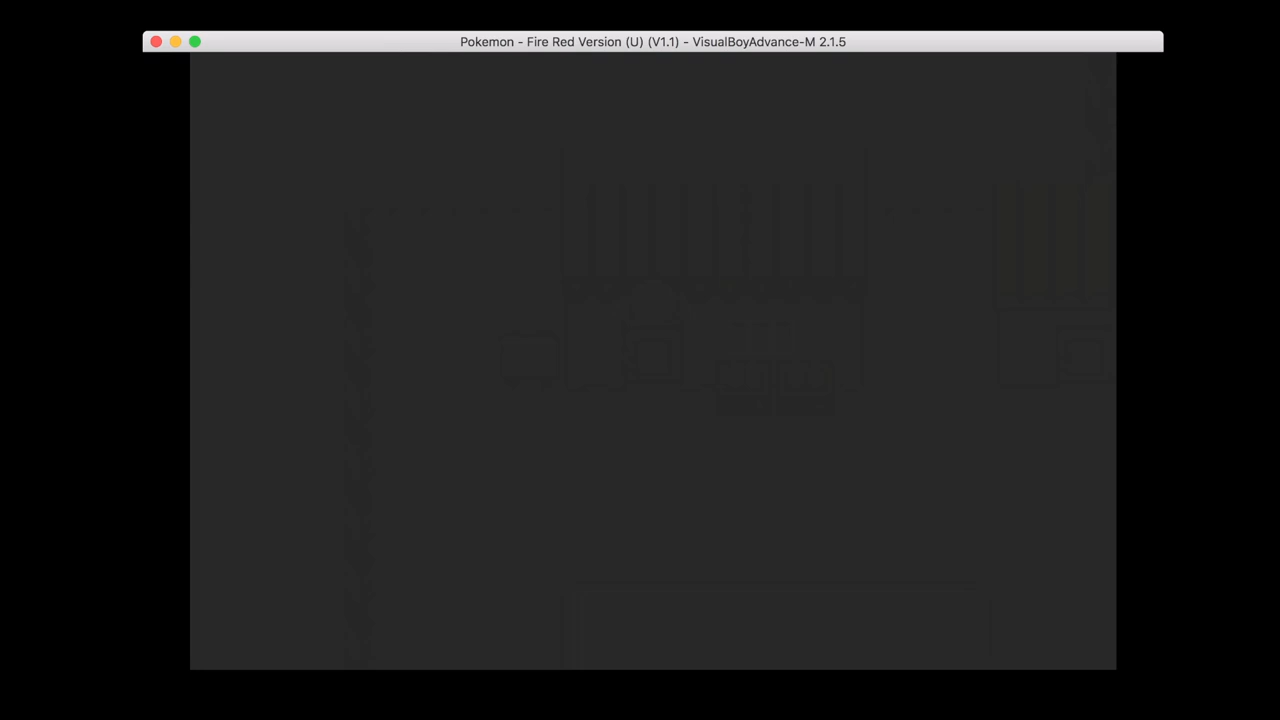 Pokemon - Fire Red Version (U) (V1.1) - VisualBoyAdvance-M 2.1.5